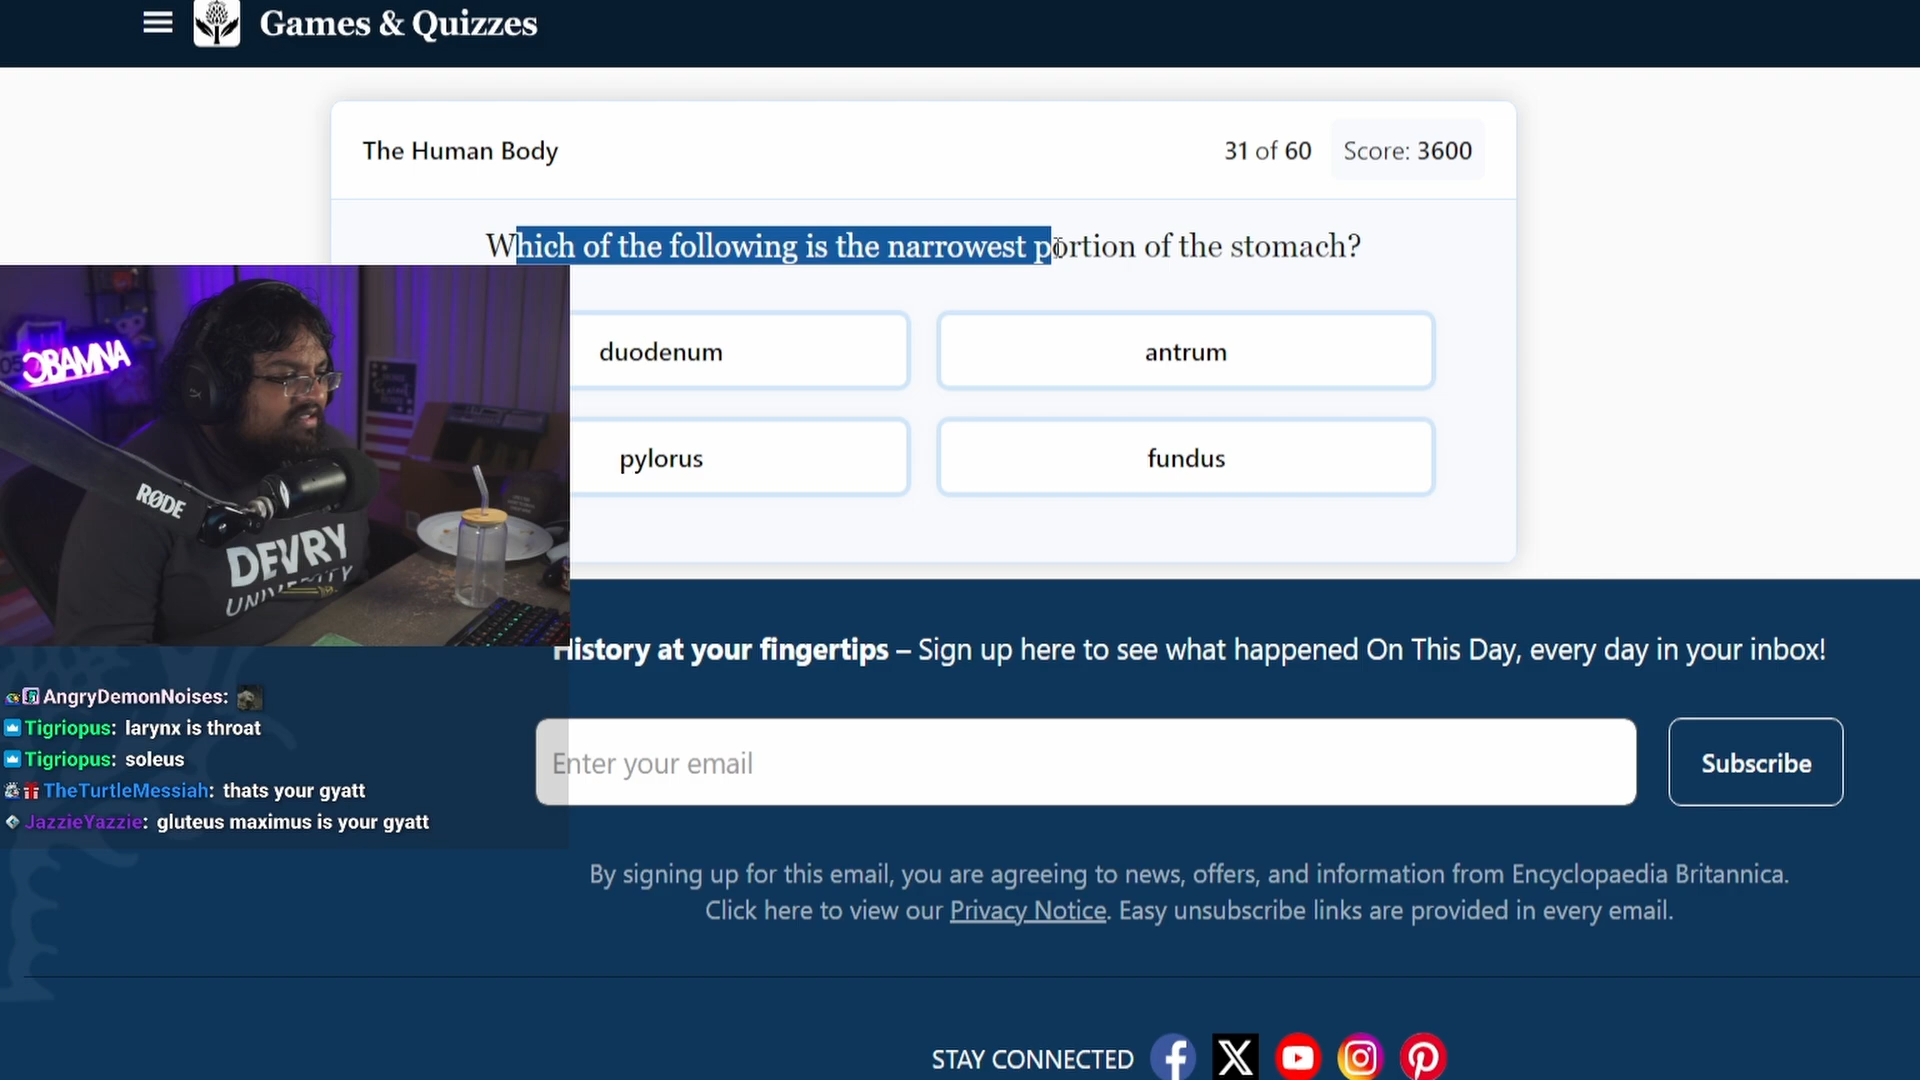 Games & Quizzes
The Human Body
31 of 60
Score: 3600
Which of the following is the narrowest portion of the stomach?
duodenum
antrum
pylorus
fundus
OBAMNA
RØDE
DEVRY
UNIVERSITY
History at your fingertips – Sign up here to see what happened On This Day, every day in your inbox!
Enter your email
Subscribe
By signing up for this email, you are agreeing to news, offers, and information from Encyclopaedia Britannica.
Click here to view our Privacy Notice. Easy unsubscribe links are provided in every email.
AngryDemonNoises:
Tigriopus: larynx is throat
Tigriopus: soleus
TheTurtleMessiah: thats your gyatt
JazzieYazzie: gluteus maximus is your gyatt
STAY CONNECTED